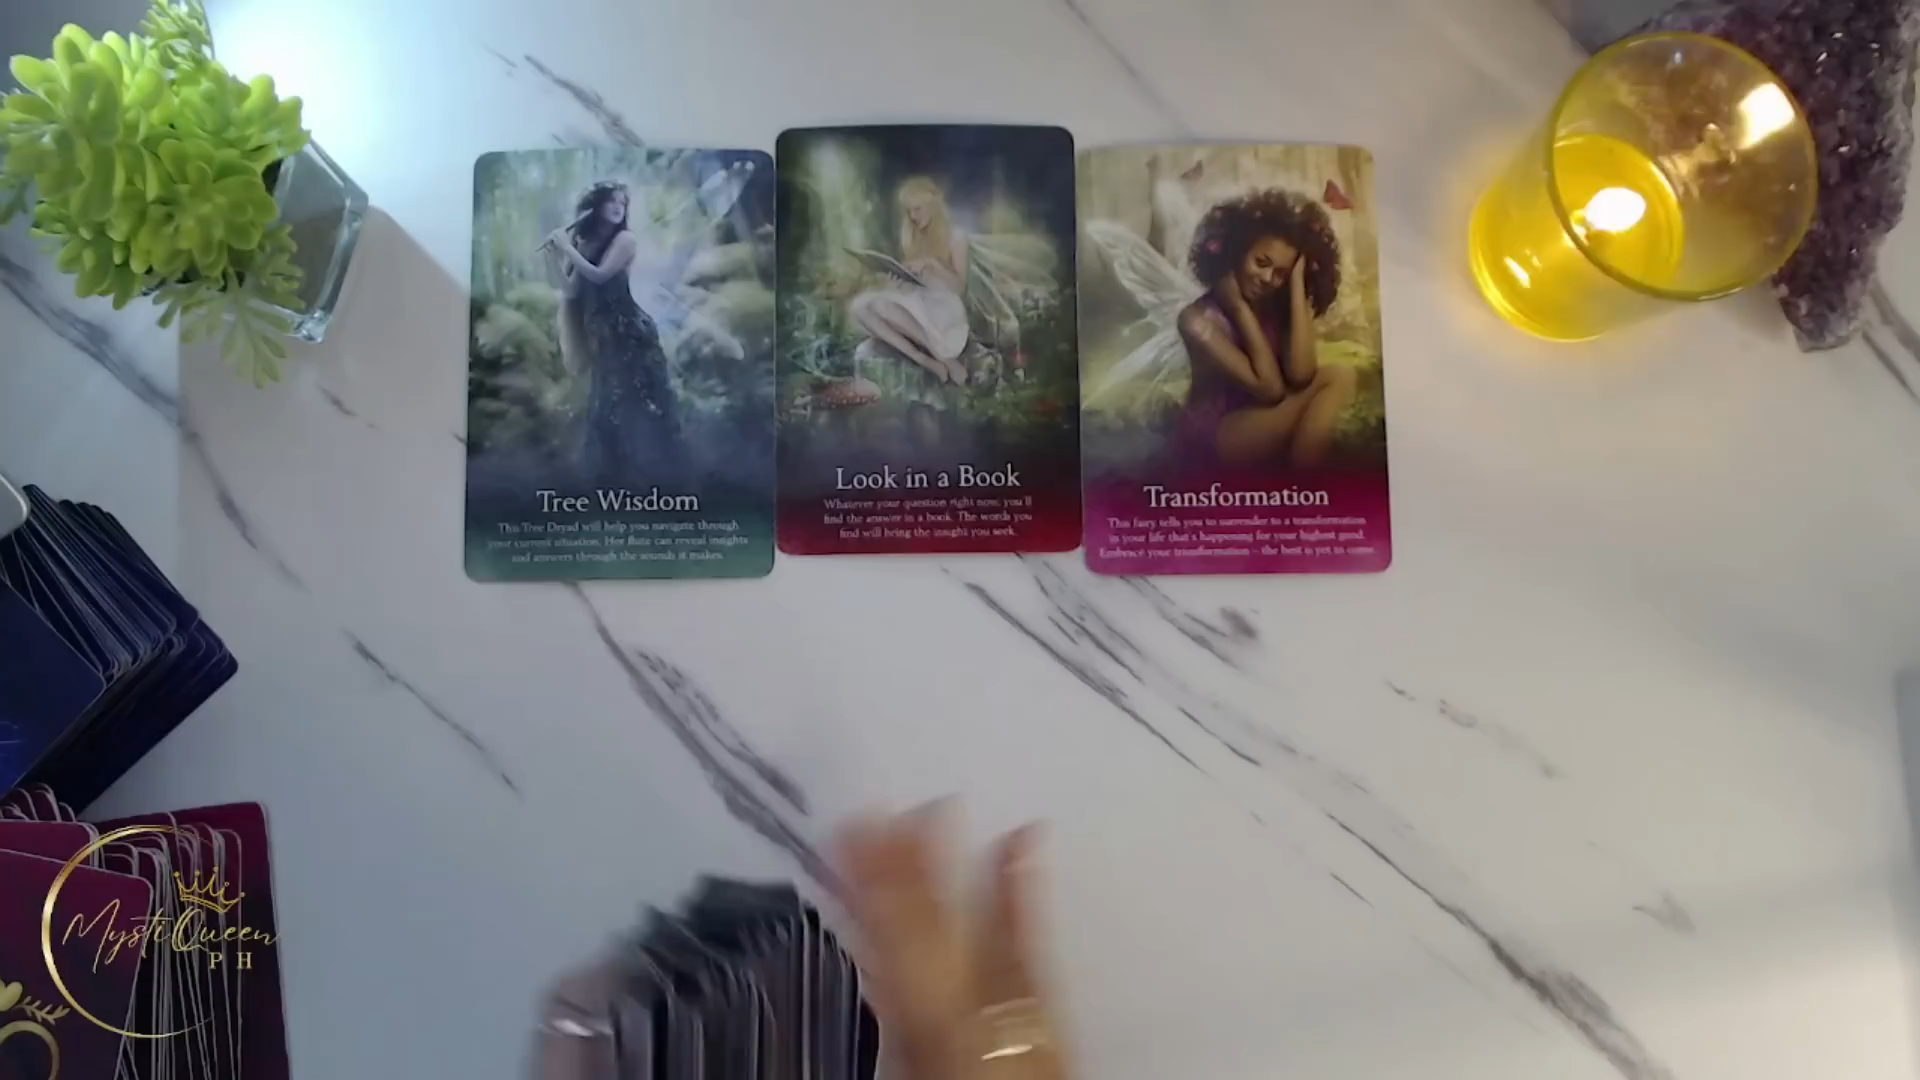 Tree Wisdom
This Tree Dryad will help you navigate through
your current situation. Her flute can reveal insights
and answers through the sounds it makes.
Look in a Book
Whatever your question right now, you'll
find the answer in a book. The words you
find will bring the insight you seek.
Transformation
This fairy tells you to surrender to a transformation
in your life that's happening for your highest good.
Embrace your transformation – the best is yet to come.
MystiQueen
PH